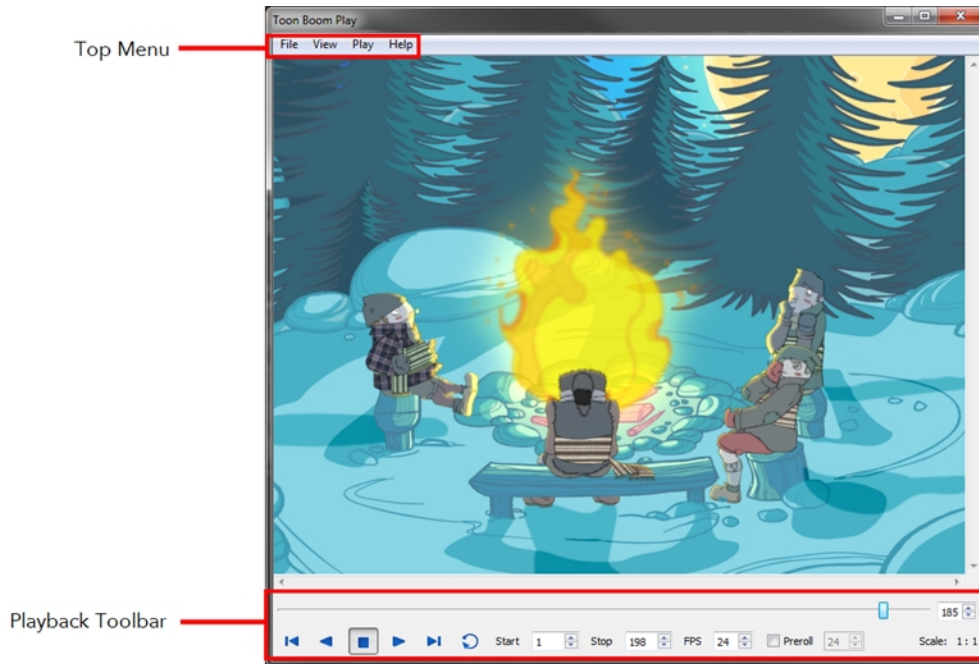 Toon Boom Play
Top Menu
File View Play Help
Playback Toolbar
185
Start 1 Stop 198 FPS 24 Preroll 24 Scale: 1:1